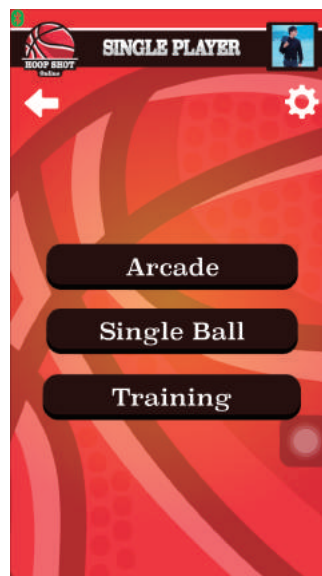 SINGLE PLAYER
HOOP SHOT
Online
Arcade
Single Ball
Training